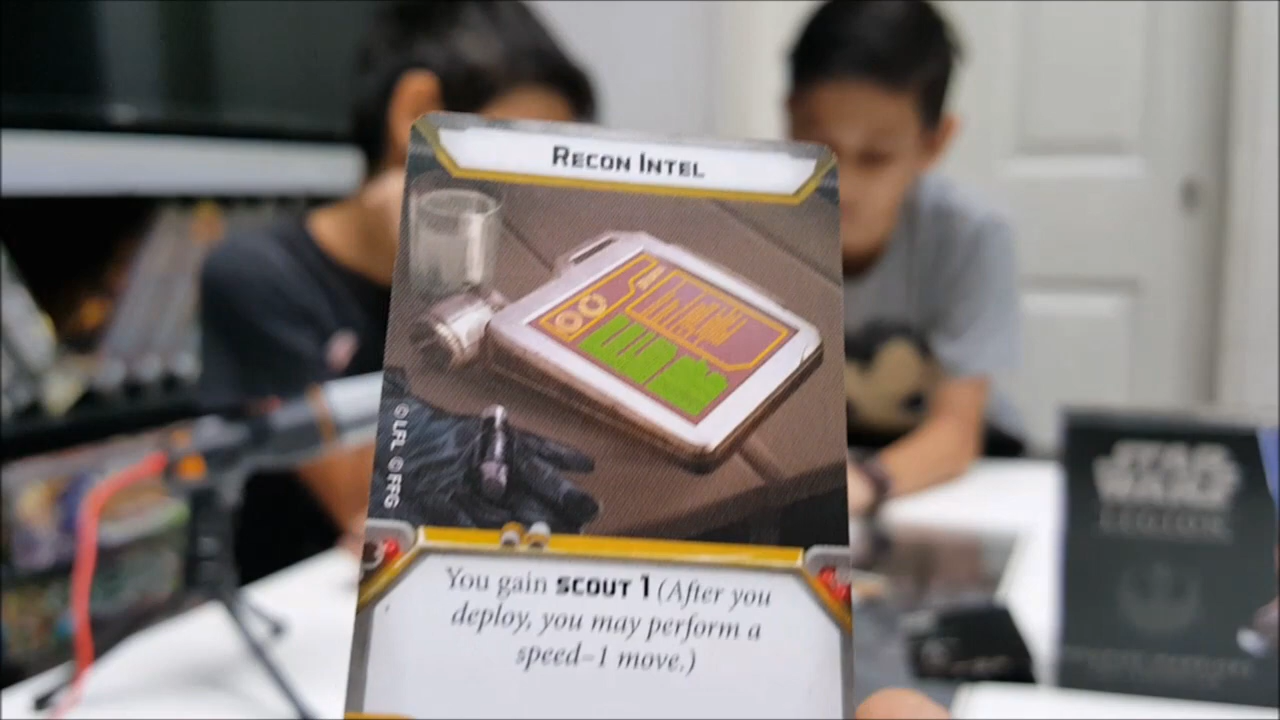 RECON INTEL
©LFL ©FFG
You gain SCOUT 1 (After you
deploy, you may perform a
speed-1 move.)
STAR
WARS
LEGION